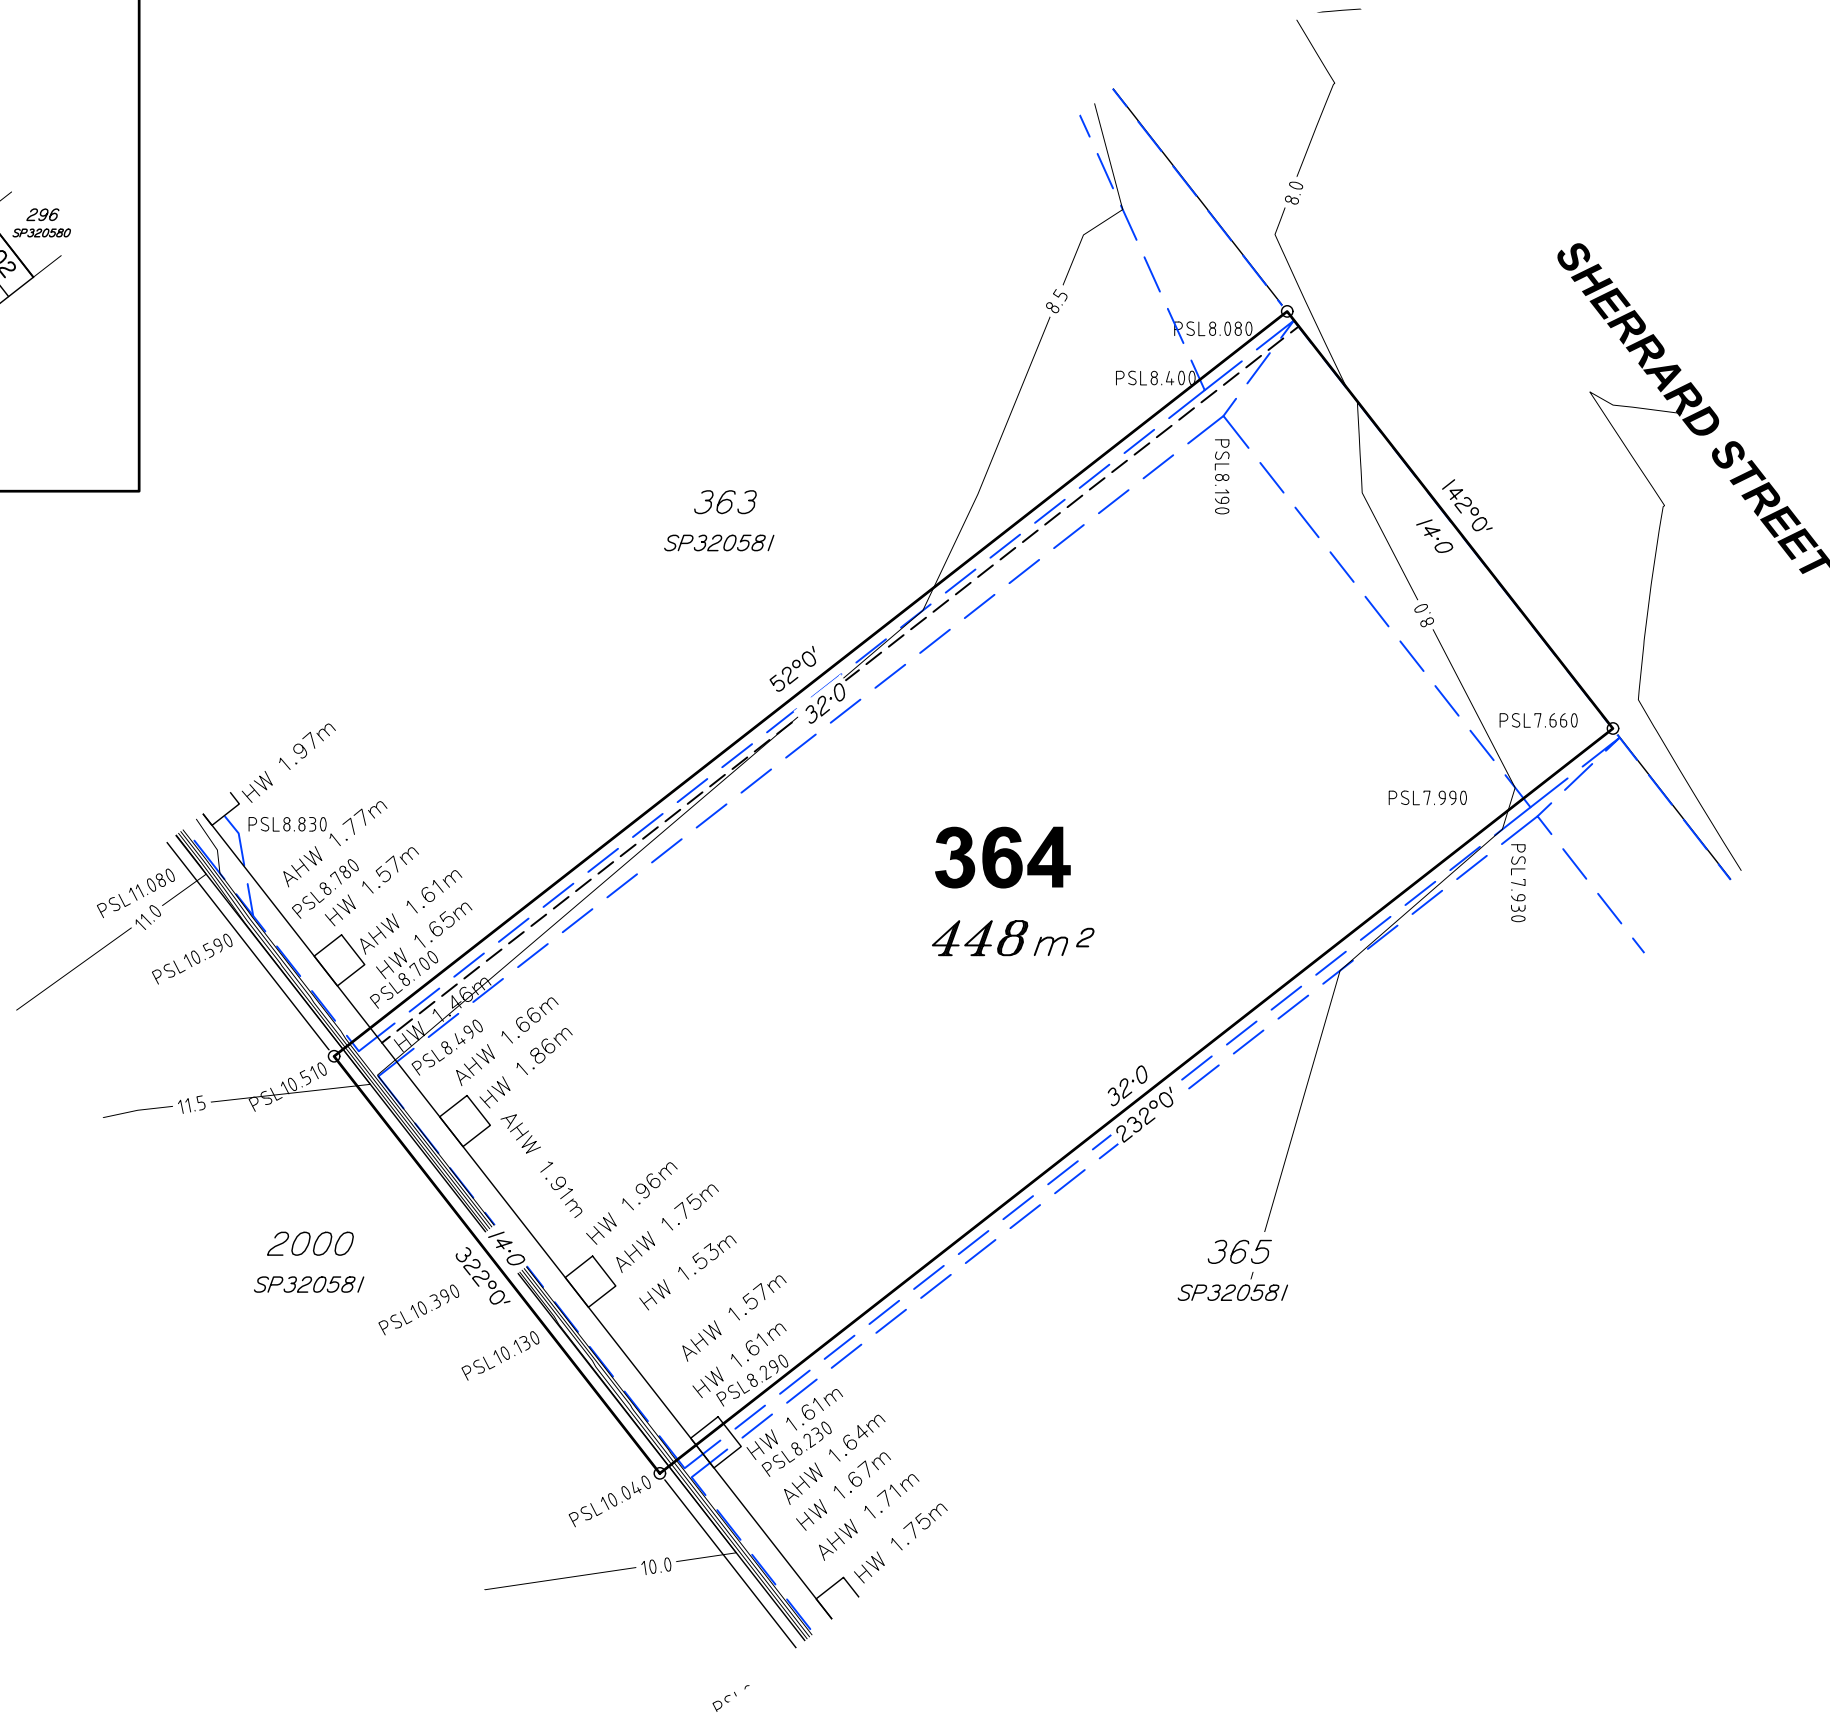 296
SP320580
02
8.0
SHERRARD STREET
8.5
PSL8.080
PSL8.400
PSL8.190
142°0'
14·0
363
SP320581
8.0
52°0'
32·0
PSL7.660
PSL7.990
PSL7.930
364
448 m²
HW 1.97m
PSL8.830
AHW 1.77m
PSL8.780
HW 1.57m
AHW 1.61m
HW 1.65m
PSL8.700
HW 1.46m
PSL8.490
AHW 1.66m
HW 1.86m
AHW 1.91m
PSL11.080
11.0
PSL10.590
PSL10.510
11.5
HW 1.96m
AHW 1.75m
HW 1.53m
32·0
232°0'
2000
SP320581
14·0
322°0'
PSL10.390
PSL10.130
AHW 1.57m
HW 1.61m
PSL8.290
365
SP320581
HW 1.61m
PSL8.230
AHW 1.64m
HW 1.67m
AHW 1.71m
HW 1.75m
PSL10.040
10.0